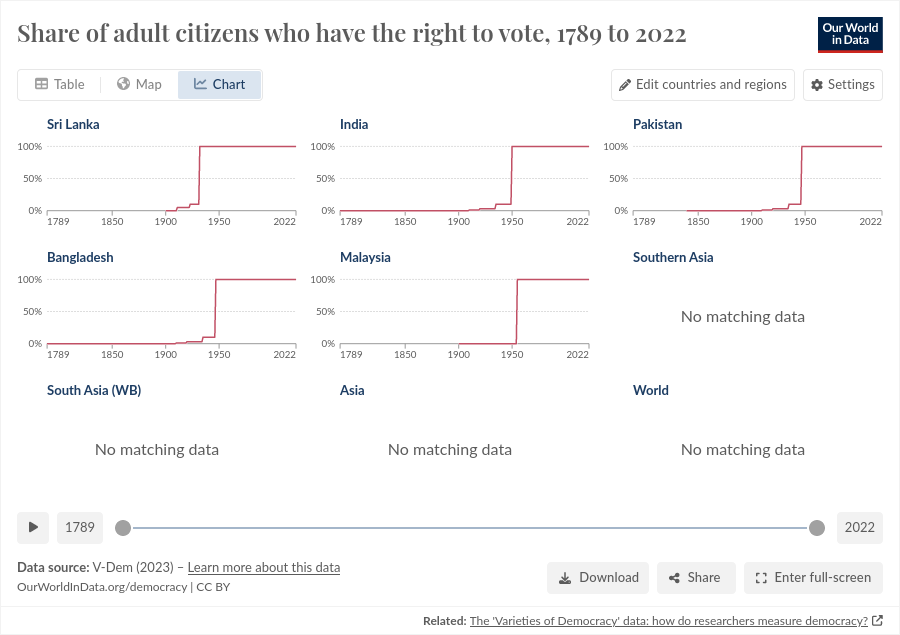 Share of adult citizens who have the right to vote, 1789 to 2022
Our World
in Data
Table
Map
Chart
Edit countries and regions
Settings
Sri Lanka
100%
50%
0%
1789
1850
1900
1950
2022
India
100%
50%
0%
1789
1850
1900
1950
2022
Pakistan
100%
50%
0%
1789
1850
1900
1950
2022
Bangladesh
100%
50%
0%
1789
1850
1900
1950
2022
Malaysia
100%
50%
0%
1789
1850
1900
1950
2022
Southern Asia
No matching data
South Asia (WB)
No matching data
Asia
No matching data
World
No matching data
1789
2022
Data source: V-Dem (2023) – Learn more about this data
OurWorldInData.org/democracy | CC BY
Download
Share
Enter full-screen
Related: The 'Varieties of Democracy' data: how do researchers measure democracy?